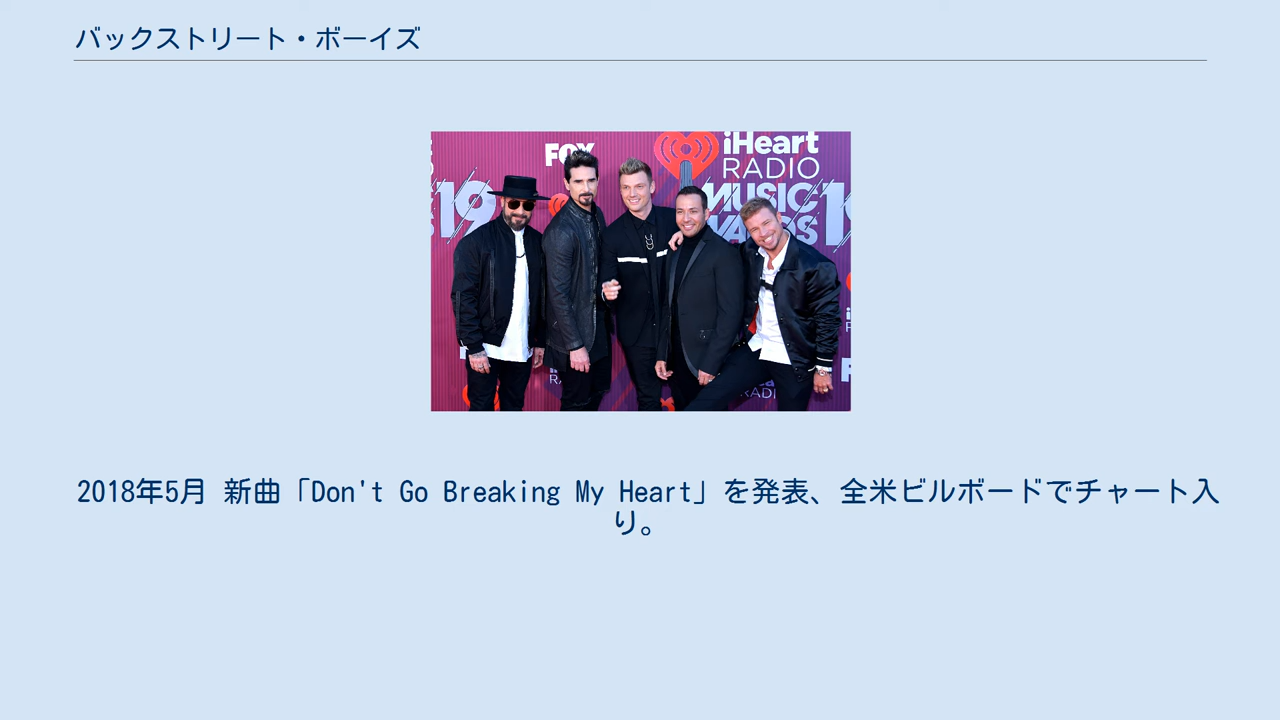 バックストリート・ボーイズ
FOX
iHeart
RADIO
MUSIC
AWARDS
19
19
2018年5月 新曲「Don't Go Breaking My Heart」を発表、全米ビルボードでチャート入
り。